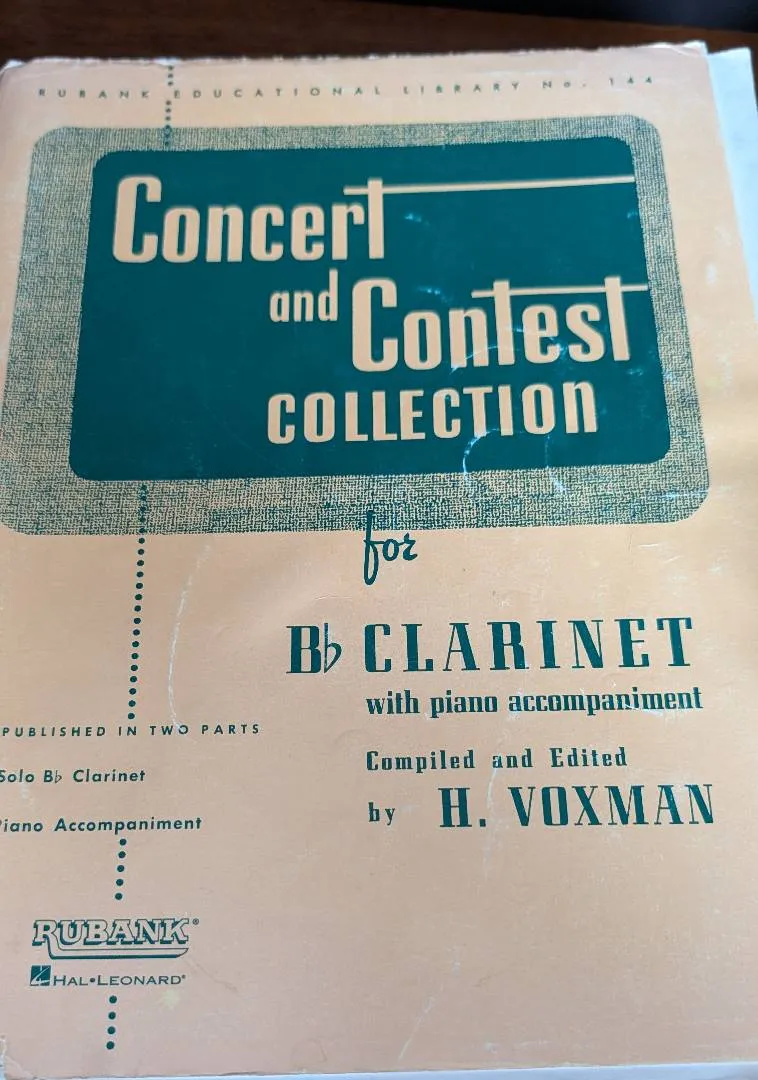 RUBANK EDUCATIONAL LIBRARY No. 144
Concert
and Contest
COLLECTION
for
B♭ CLARINET
with piano accompaniment
PUBLISHED IN TWO PARTS
Compiled and Edited
Solo B♭ Clarinet
by H. VOXMAN
Piano Accompaniment
RUBANK®
HAL•LEONARD®